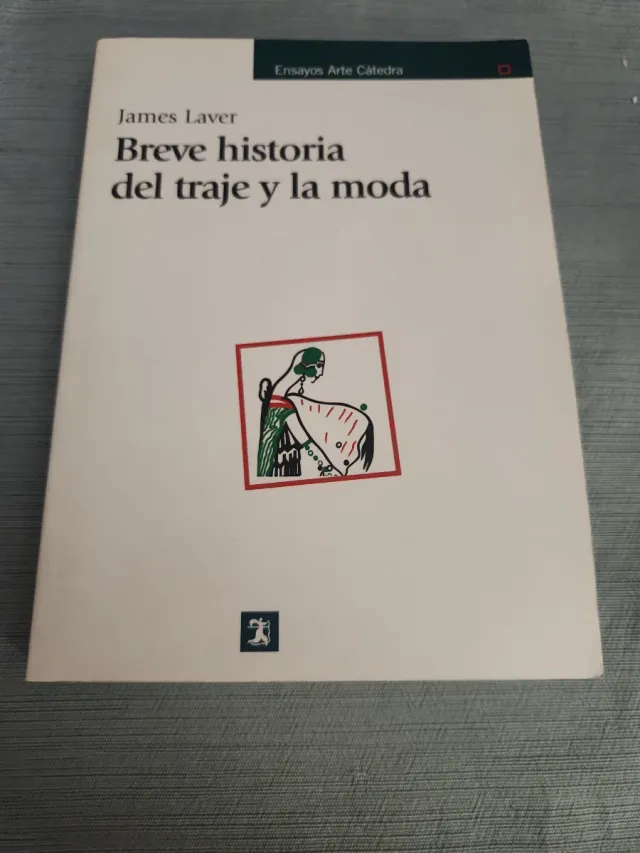 Ensayos Arte Cátedra
James Laver
Breve historia
del traje y la moda